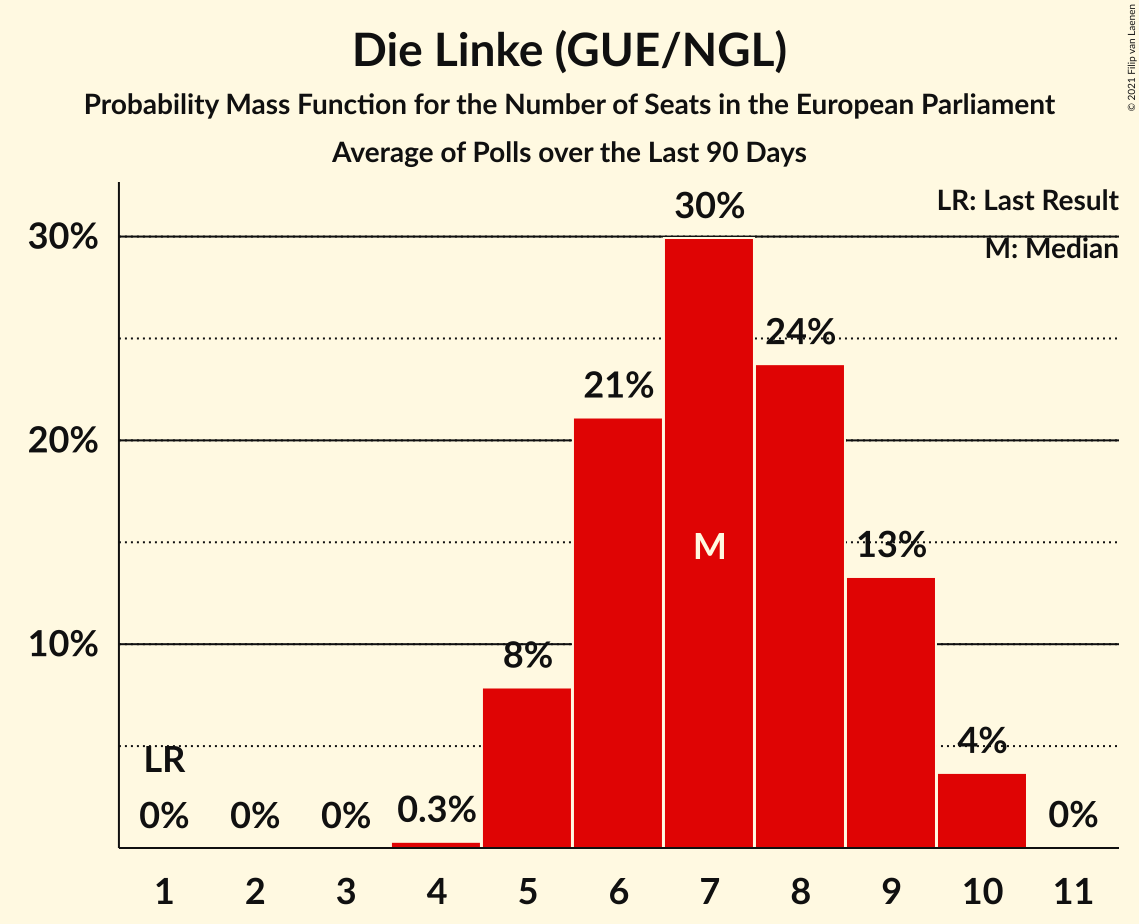 Die Linke (GUE/NGL)
Probability Mass Function for the Number of Seats in the European Parliament
Average of Polls over the Last 90 Days
© 2021 Filip van Laenen
LR: Last Result
M: Median
30%
20%
10%
LR
0%
0%
0%
0.3%
8%
21%
30%
24%
13%
4%
0%
M
1 2 3 4 5 6 7 8 9 10 11